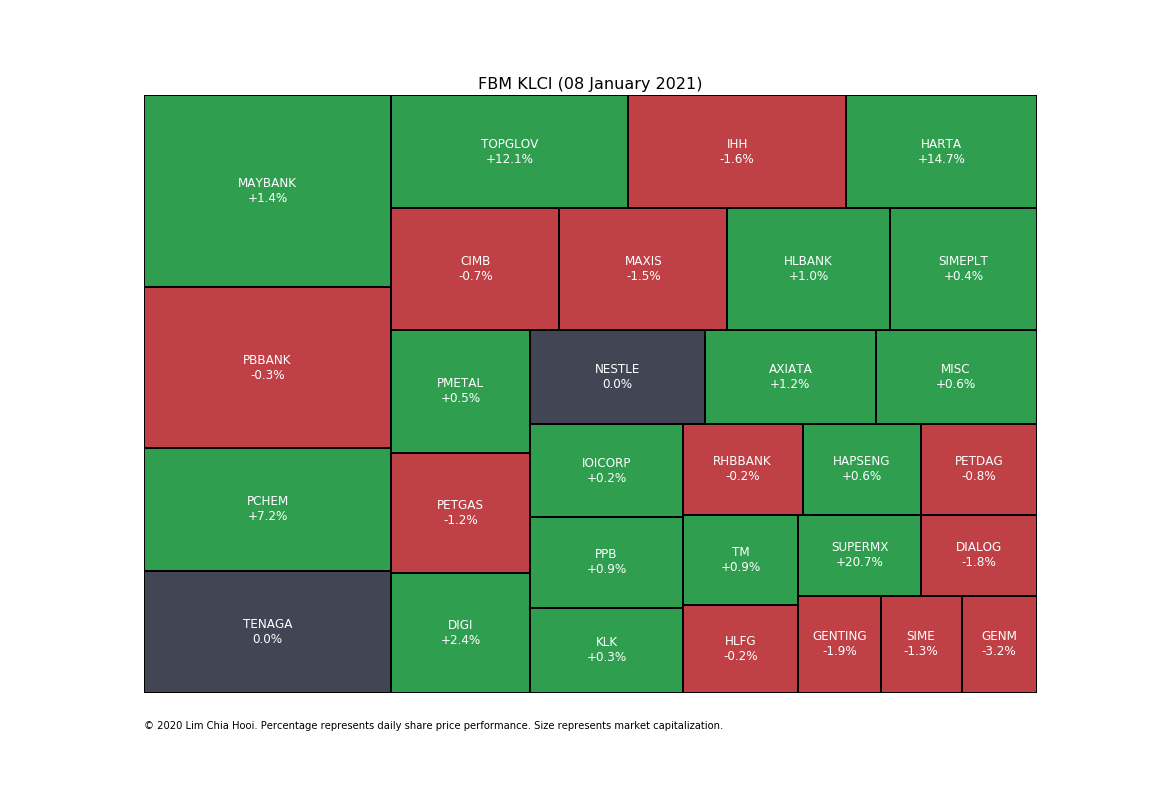 FBM KLCI (08 January 2021)
MAYBANK
+1.4%
TOPGLOV
+12.1%
IHH
-1.6%
HARTA
+14.7%
CIMB
-0.7%
MAXIS
-1.5%
HLBANK
+1.0%
SIMEPLT
+0.4%
PBBANK
-0.3%
PMETAL
+0.5%
NESTLE
0.0%
AXIATA
+1.2%
MISC
+0.6%
IOICORP
+0.2%
RHBBANK
-0.2%
HAPSENG
+0.6%
PETDAG
-0.8%
PCHEM
+7.2%
PETGAS
-1.2%
PPB
+0.9%
TM
+0.9%
SUPERMX
+20.7%
DIALOG
-1.8%
TENAGA
0.0%
DIGI
+2.4%
KLK
+0.3%
HLFG
-0.2%
GENTING
-1.9%
SIME
-1.3%
GENM
-3.2%
© 2020 Lim Chia Hooi. Percentage represents daily share price performance. Size represents market capitalization.